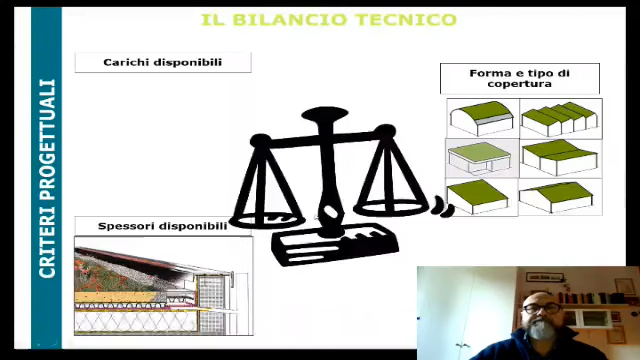 IL BILANCIO TECNICO
CRITERI PROGETTUALI
Carichi disponibili
Forma e tipo di
copertura
Spessori disponibili